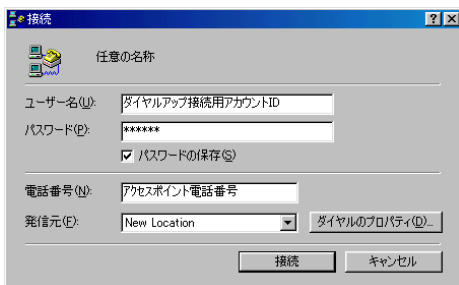 接続
任意の名称
ユーザー名(U): ダイヤルアップ接続用アカウントID
パスワード(P): ******
パスワードの保存(S)
電話番号(N): アクセスポイント電話番号
発信元(F): New Location ダイヤルのプロパティ(D)...
接続 キャンセル